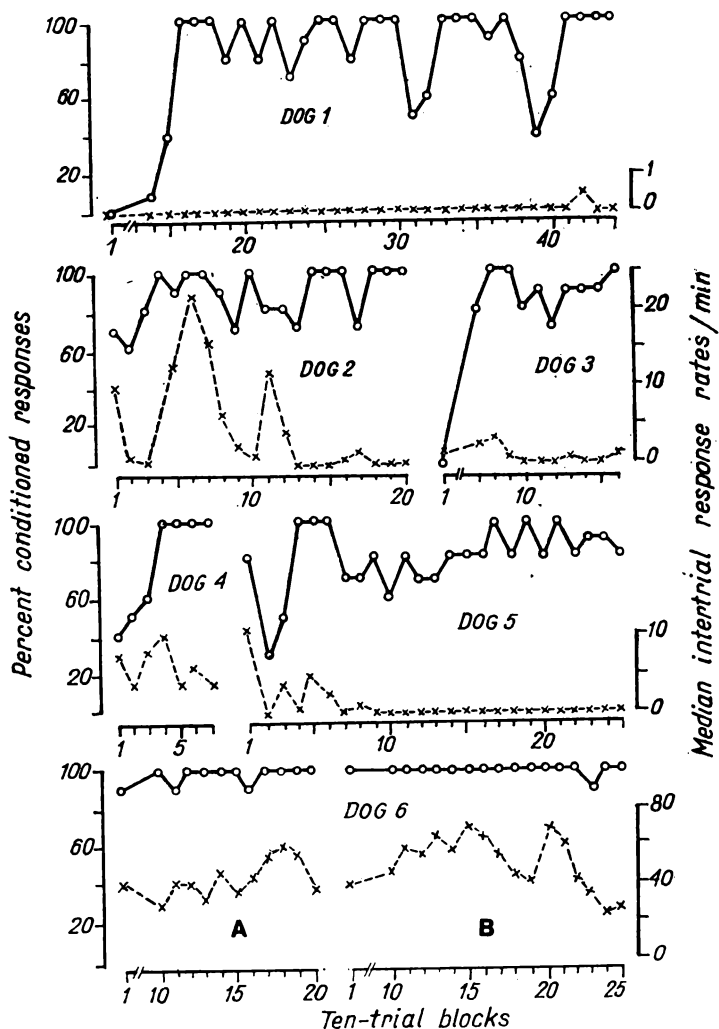 Percent conditioned responses
Median intertrial response rates/min
100
60
20
DOG 1
1
0
1 20 30 40
100
60
20
DOG 2
1 10 20
DOG 3
20
10
0
1 10
100
60
20
DOG 4
1 5
DOG 5
10
0
1 10 20
100
60
20
DOG 6
A
B
80
40
0
1 10 15 20
1 10 15 20 25
Ten-trial blocks